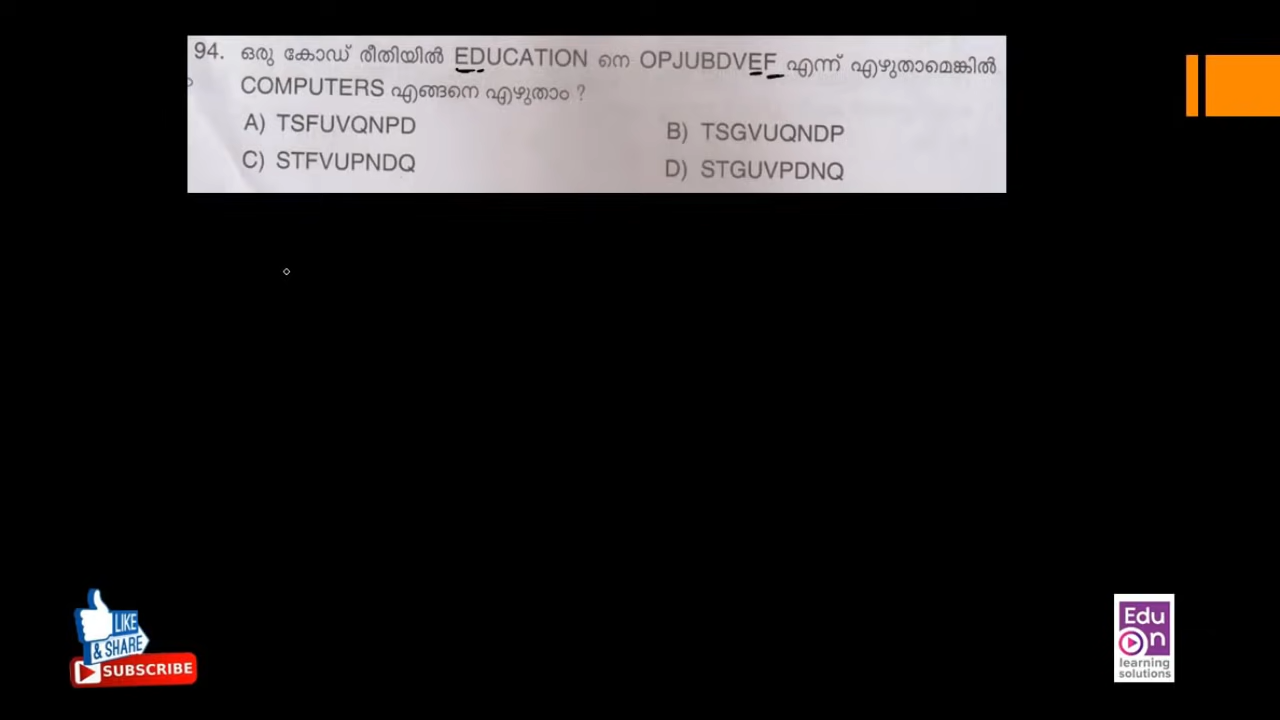 94. ഒരു കോഡ് രീതിയിൽ EDUCATION നെ OPJUBDVEF എന്ന് എഴുതാമെങ്കിൽ
COMPUTERS എങ്ങനെ എഴുതാം ?
A) TSFUVQNPD
B) TSGVUQNDP
C) STFVUPNDQ
D) STGUVPDNQ
LIKE
& SHARE
SUBSCRIBE
Edu
On
learning
solutions